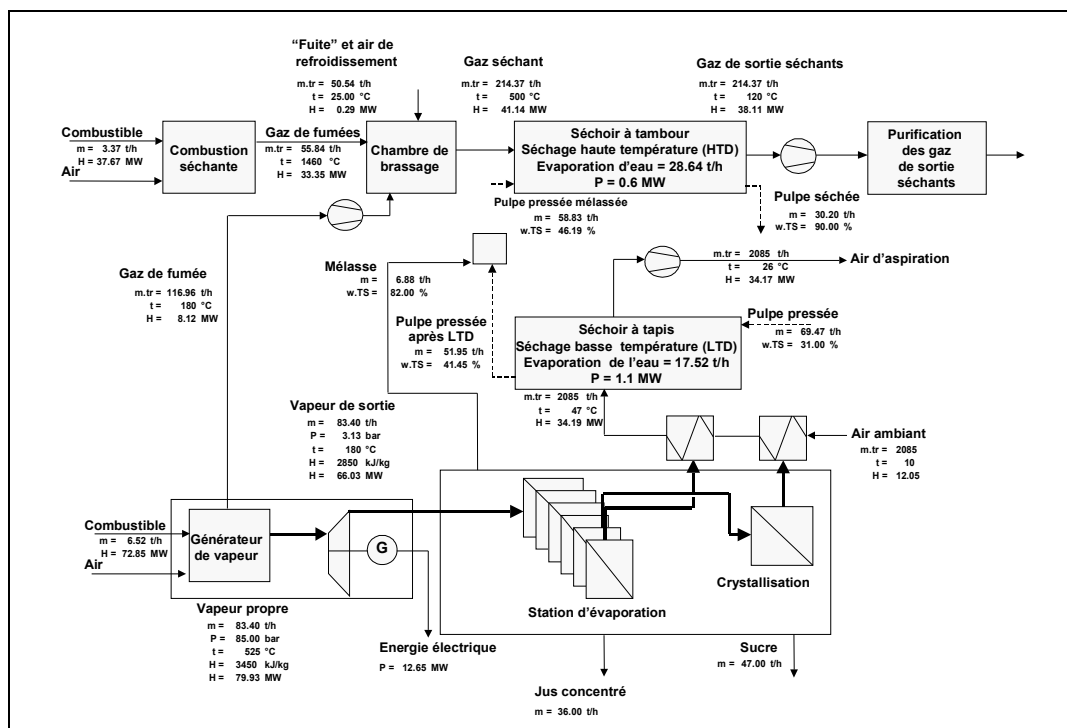 “Fuite” et air de
refroidissement
m.tr = 50.54 t/h
t = 25.00 °C
H = 0.29 MW
Gaz séchant
m.tr = 214.37 t/h
t = 500 °C
H = 41.14 MW
Gaz de sortie séchants
m.tr = 214.37 t/h
t = 120 °C
H = 38.11 MW
Combustible
m = 3.37 t/h
H = 37.67 MW
Air
Combustion
séchante
Gaz de fumées
m.tr = 55.84 t/h
t = 1460 °C
H = 33.35 MW
Chambre de
brassage
Séchoir à tambour
Séchage haute température (HTD)
Evaporation d'eau = 28.64 t/h
P = 0.6 MW
Purification
des gaz
de sortie
séchants
Pulpe pressée mélassée
m = 58.83 t/h
w.TS = 46.19 %
Pulpe séchée
m = 30.20 t/h
w.TS = 90.00 %
Gaz de fumée
m.tr = 116.96 t/h
t = 180 °C
H = 8.12 MW
Mélasse
m = 6.88 t/h
w.TS = 82.00 %
m.tr = 2085 t/h
t = 26 °C
H = 34.17 MW
Air d’aspiration
Pulpe pressée
après LTD
m = 51.95 t/h
w.TS = 41.45 %
Séchoir à tapis
Séchage basse température (LTD)
Evaporation de l’eau = 17.52 t/h
P = 1.1 MW
Pulpe pressée
m = 69.47 t/h
w.TS = 31.00 %
m.tr = 2085 t/h
t = 47 °C
H = 34.19 MW
Vapeur de sortie
m = 83.40 t/h
P = 3.13 bar
t = 180 °C
H = 2850 kJ/kg
H = 66.03 MW
Air ambiant
m.tr = 2085
t = 10
H = 12.05
Combustible
m = 6.52 t/h
H = 72.85 MW
Air
Générateur
de vapeur
G
Station d’évaporation
Crystallisation
Vapeur propre
m = 83.40 t/h
P = 85.00 bar
t = 525 °C
H = 3450 kJ/kg
H = 79.93 MW
Energie électrique
P = 12.65 MW
Jus concentré
m = 36.00 t/h
Sucre
m = 47.00 t/h